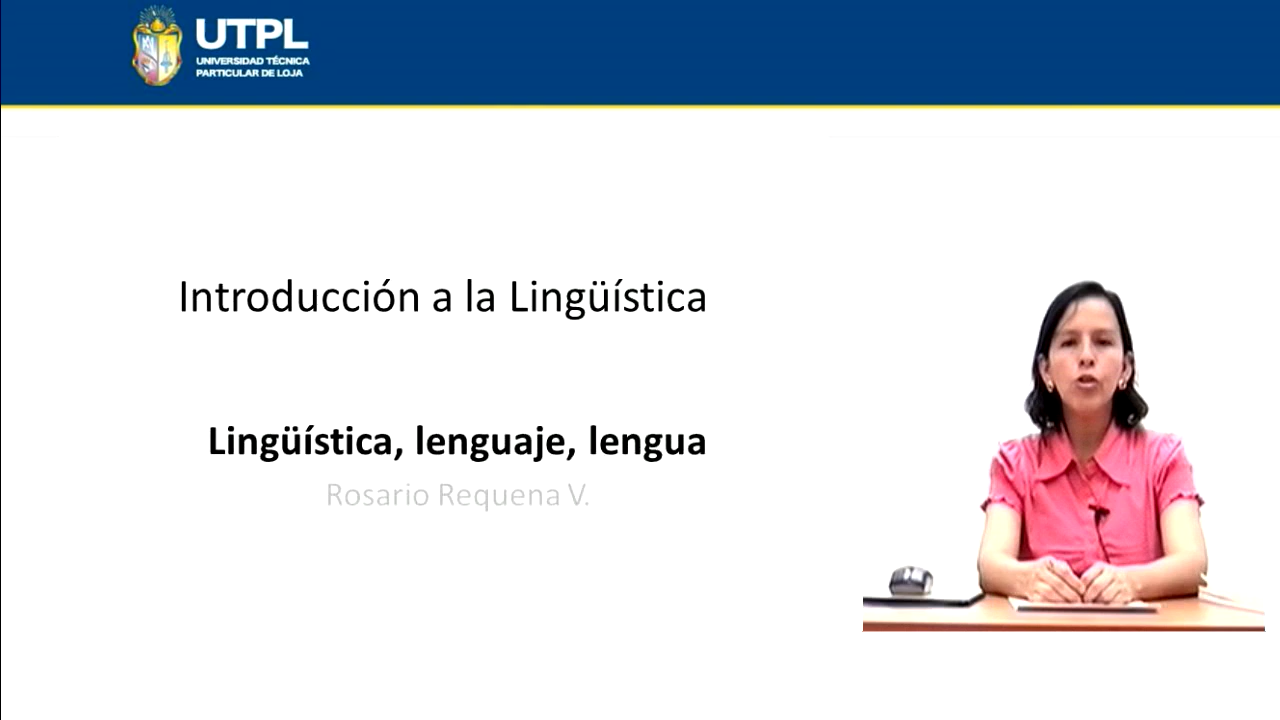 UTPL
UNIVERSIDAD TÉCNICA
PARTICULAR DE LOJA
Introducción a la Lingüística
Lingüística, lenguaje, lengua
Rosario Requena V.